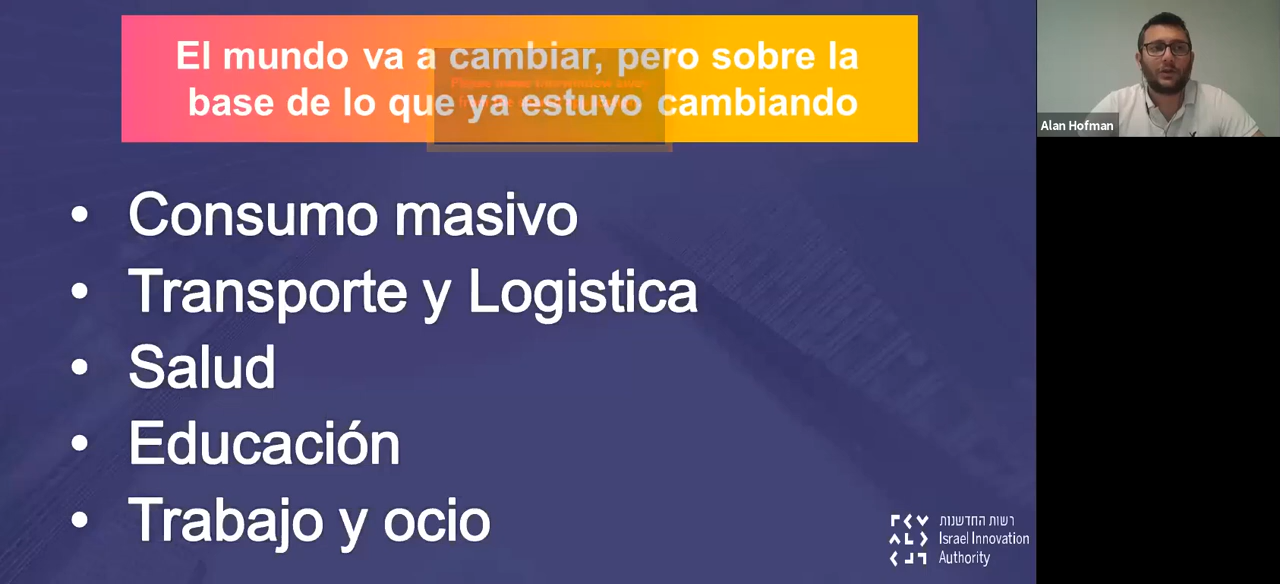 El mundo va a cambiar, pero sobre la
base de lo que ya estuvo cambiando
• Consumo masivo
• Transporte y Logistica
• Salud
• Educación
• Trabajo y ocio
רשות החדשנות
Israel Innovation
Authority
Alan Hofman